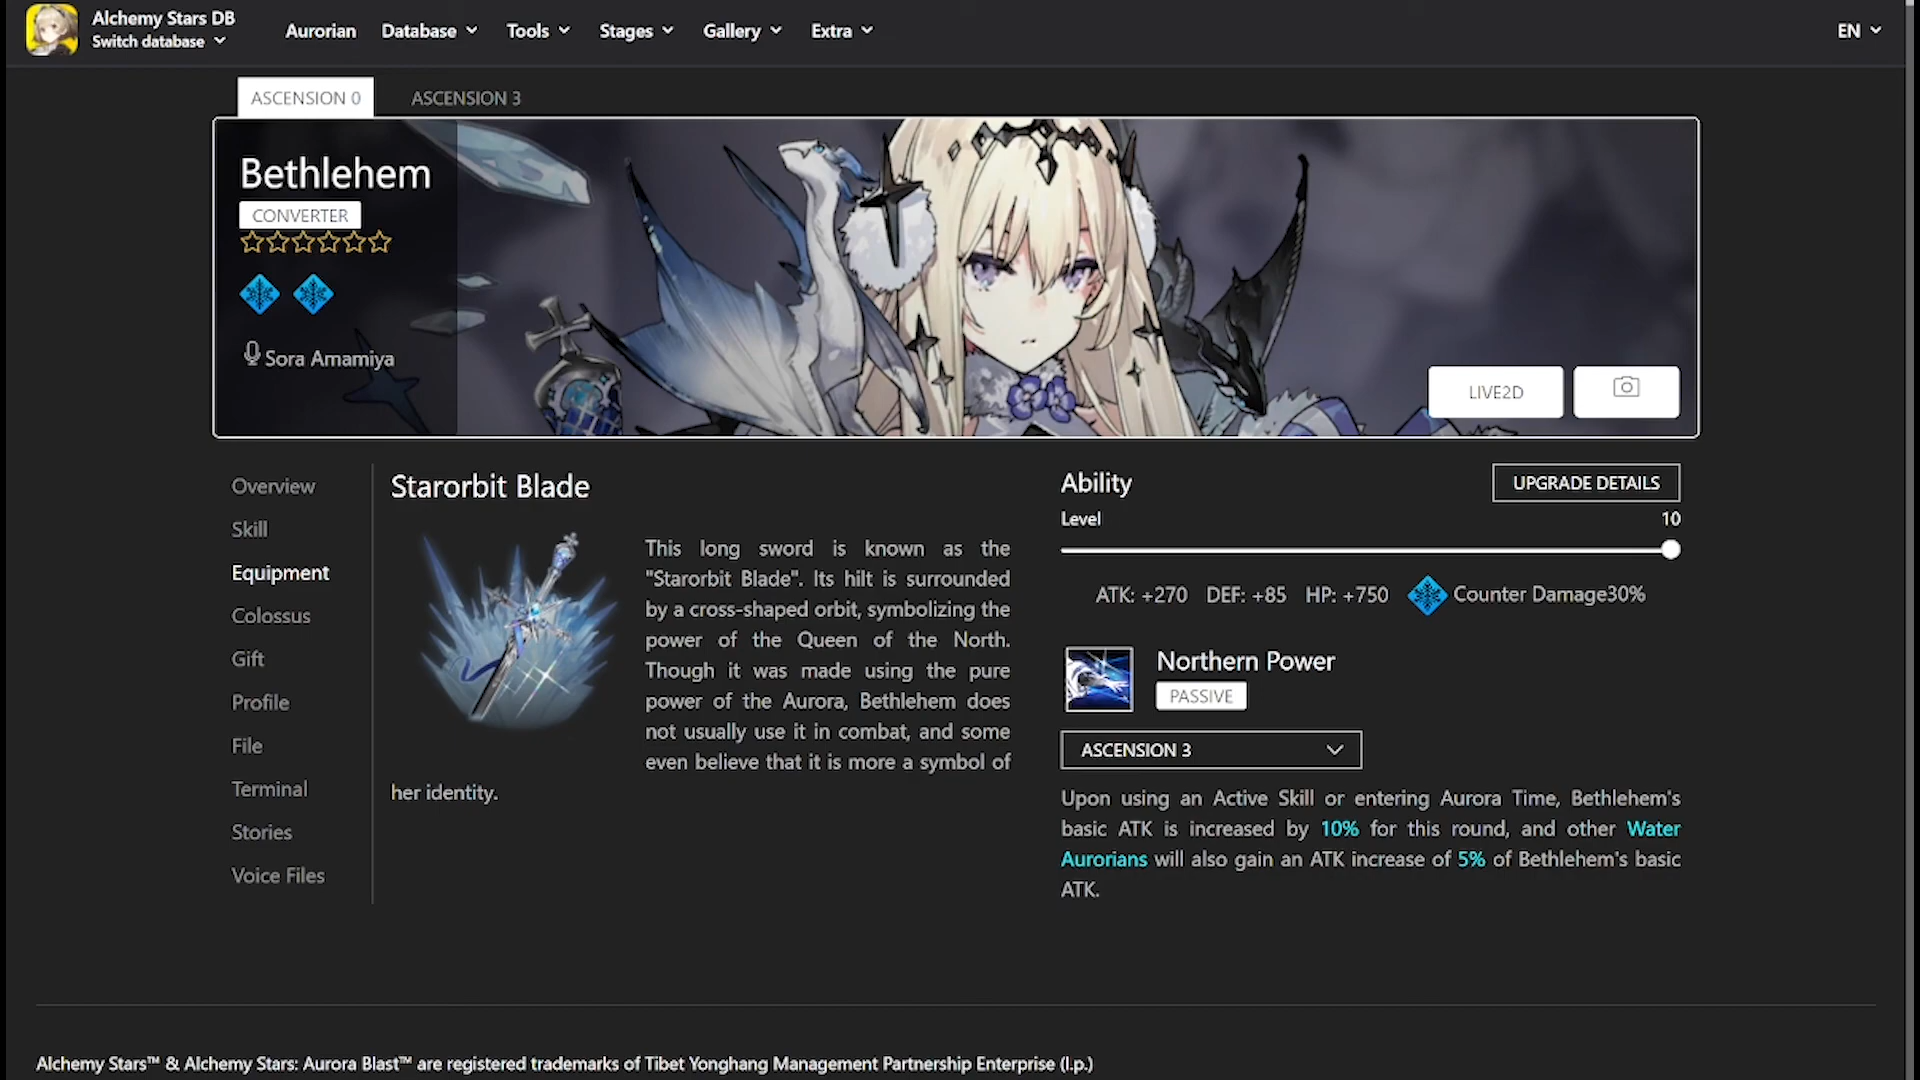 Alchemy Stars DB
Switch database
Aurorian
Database
Tools
Stages
Gallery
Extra
EN
ASCENSION 0
ASCENSION 3
Bethlehem
CONVERTER
Sora Amamiya
LIVE2D
Overview
Skill
Equipment
Colossus
Gift
Profile
File
Terminal
Stories
Voice Files
Starorbit Blade
This long sword is known as the
"Starorbit Blade". Its hilt is surrounded
by a cross-shaped orbit, symbolizing the
power of the Queen of the North.
Though it was made using the pure
power of the Aurora, Bethlehem does
not usually use it in combat, and some
even believe that it is more a symbol of
her identity.
Ability
UPGRADE DETAILS
Level
10
ATK: +270 DEF: +85 HP: +750 Counter Damage30%
Northern Power
PASSIVE
ASCENSION 3
Upon using an Active Skill or entering Aurora Time, Bethlehem's
basic ATK is increased by 10% for this round, and other Water
Aurorians will also gain an ATK increase of 5% of Bethlehem's basic
ATK.
Alchemy Stars™ & Alchemy Stars: Aurora Blast™ are registered trademarks of Tibet Yonghang Management Partnership Enterprise (l.p.)